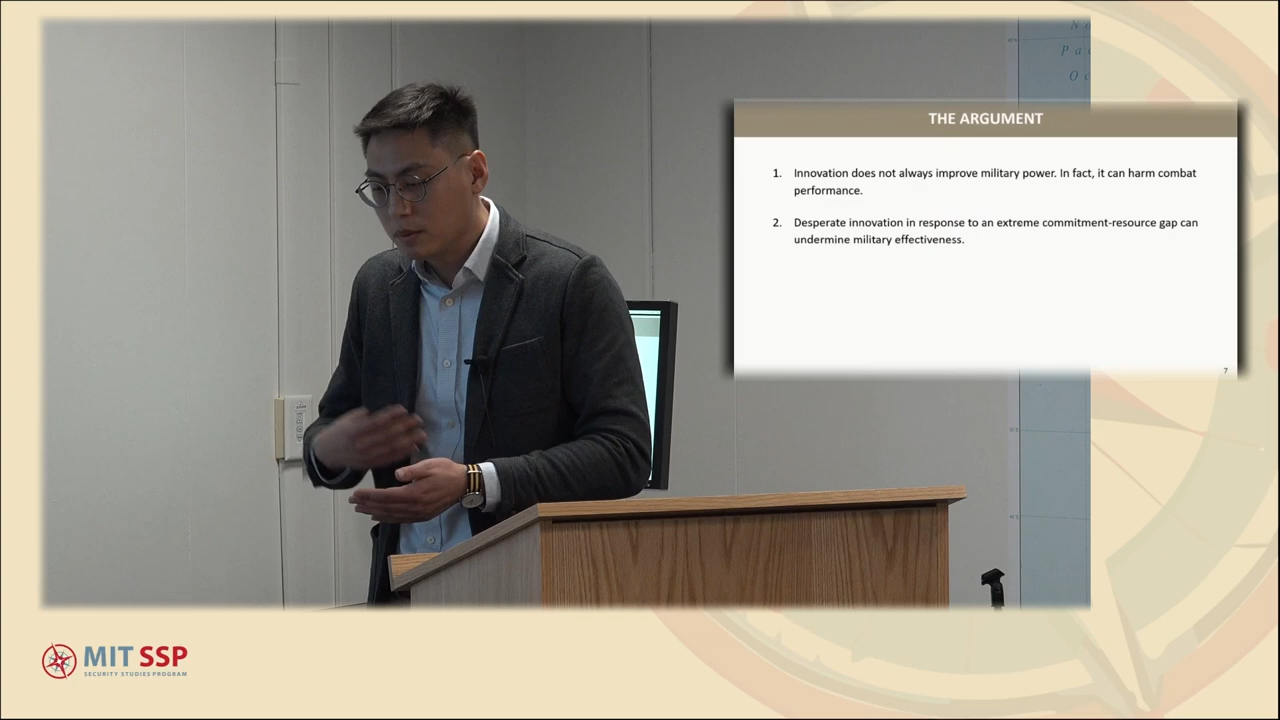 THE ARGUMENT
1. Innovation does not always improve military power. In fact, it can harm combat
performance.
2. Desperate innovation in response to an extreme commitment-resource gap can
undermine military effectiveness.
7
MIT SSP
SECURITY STUDIES PROGRAM